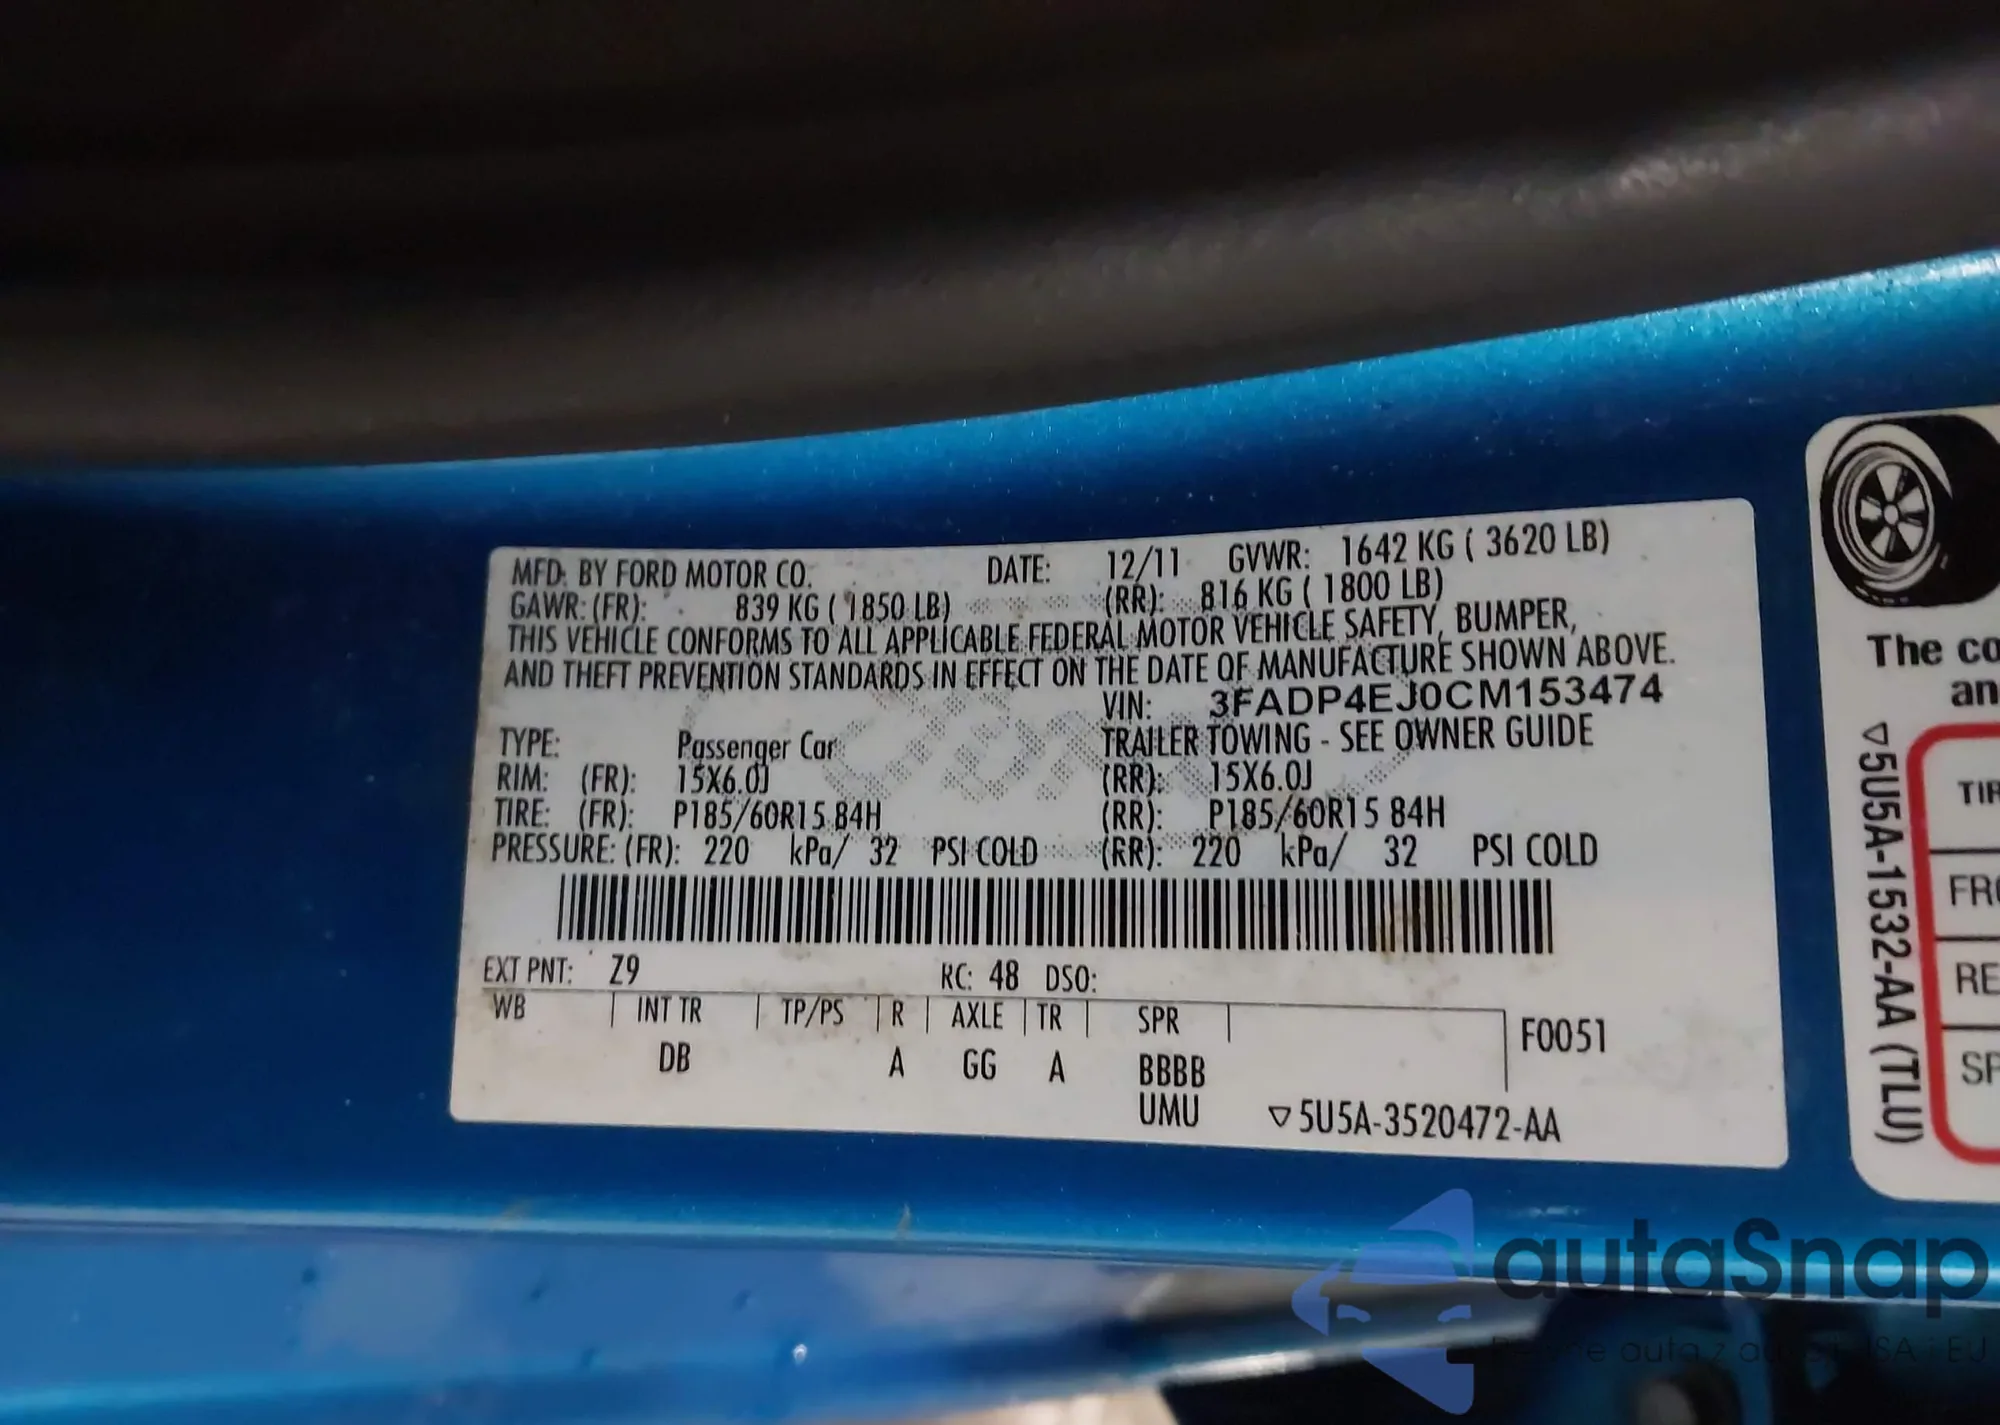 MFD. BY FORD MOTOR CO. DATE: 12/11 GVWR: 1642 KG ( 3620 LB)
GAWR: (FR): 839 KG ( 1850 LB) (RR): 816 KG ( 1800 LB)
THIS VEHICLE CONFORMS TO ALL APPLICABLE FEDERAL MOTOR VEHICLE SAFETY, BUMPER,
AND THEFT PREVENTION STANDARDS IN EFFECT ON THE DATE OF MANUFACTURE SHOWN ABOVE.
VIN: 3FADP4EJ0CM153474
TYPE: Passenger Car TRAILER TOWING - SEE OWNER GUIDE
RIM: (FR): 15X6.0J (RR): 15X6.0J
TIRE: (FR): P185/60R15 84H (RR): P185/60R15 84H
PRESSURE: (FR): 220 kPa/ 32 PSI COLD (RR): 220 kPa/ 32 PSI COLD
EXT PNT: Z9 RC: 48 DSO:
WB INT TR TP/PS R AXLE TR SPR
F0051
DB A GG A BBBB
UMU ▽5U5A-3520472-AA
The co
an
▽5U5A-1532-AA (TLU)
TIR
FRO
RE
SP
autaSnap
auta z USA i EU